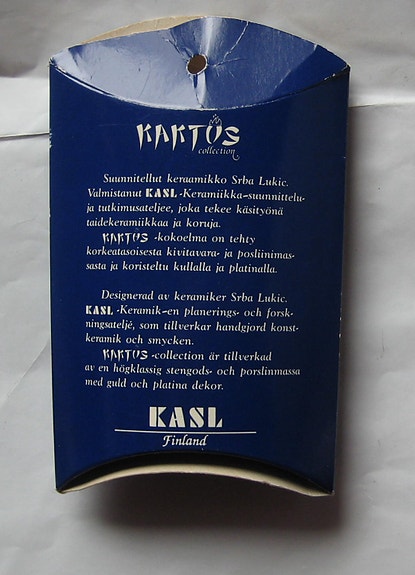 KAKTUS
collection
Suunnitellut keraamikko Srba Lukic.
Valmistanut KASL-Keramiikka-suunnittelu-
ja tutkimusateljee, joka tekee käsityönä
taidekeramiikkaa ja koruja.
KAKTUS-kokoelma on tehty
korkeatasoisesta kivitavara- ja posliinimas-
sasta ja koristeltu kullalla ja platinalla.
Designerad av keramiker Srba Lukic.
KASL-Keramik-en planerings- och forsk-
ningsateljé, som tillverkar handgjord konst-
keramik och smycken.
KAKTUS-collection är tillverkad
av en högklassig stengods- och porslinmassa
med guld och platina dekor.
KASL
Finland